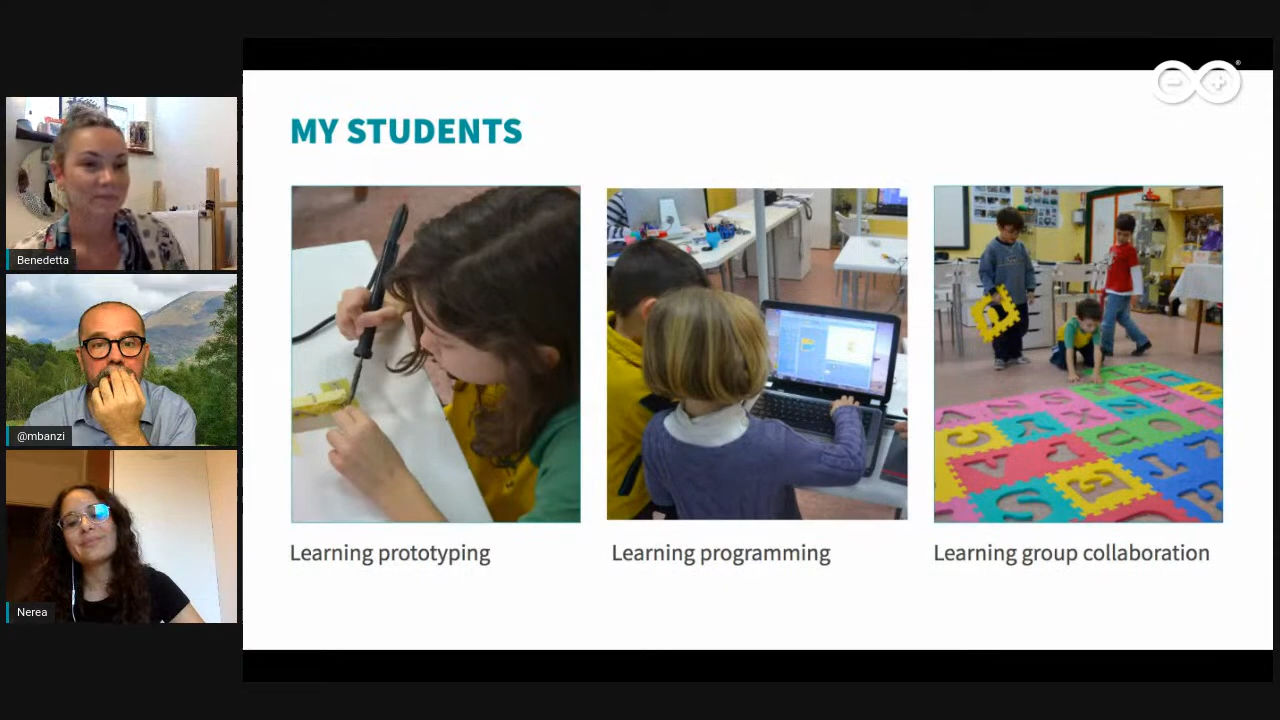 MY STUDENTS
Benedetta
@mbanzi
Nerea
Learning prototyping
Learning programming
Learning group collaboration